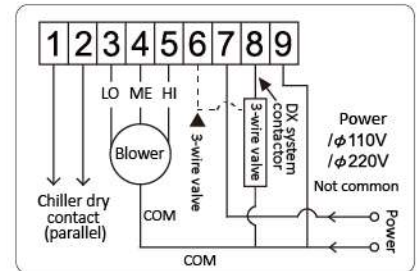 1 2 3 4 5 6 7 8 9
LO ME HI
Blower
3-wire valve
3-wire valve
DX system
contactor
Power
/φ110V
/φ220V
Not common
Chiller dry
contact
(parallel)
COM
COM
Power